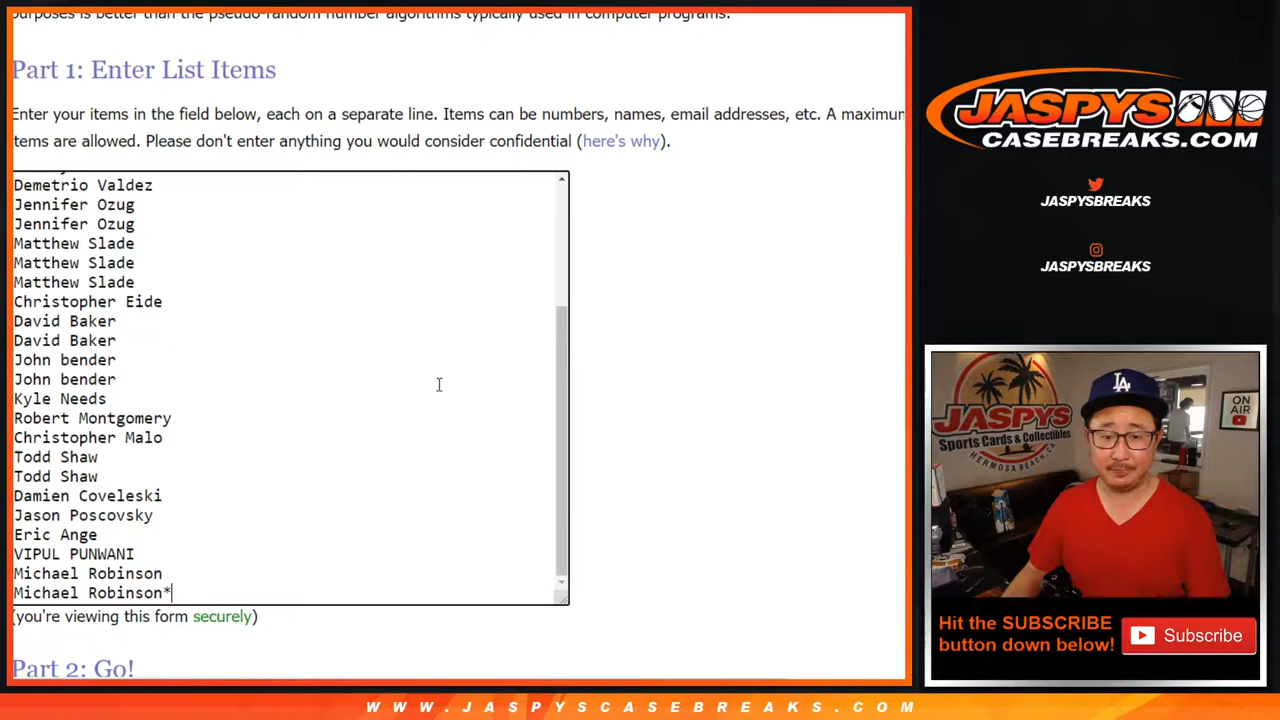 purposes is better than the pseudo-random number algorithms typically used in computer programs.
Part 1: Enter List Items
Enter your items in the field below, each on a separate line. Items can be numbers, names, email addresses, etc. A maximum
items are allowed. Please don't enter anything you would consider confidential (here's why).
Demetrio Valdez
Jennifer Ozug
Jennifer Ozug
Matthew Slade
Matthew Slade
Matthew Slade
Christopher Eide
David Baker
David Baker
John bender
John bender
Kyle Needs
Robert Montgomery
Christopher Malo
Todd Shaw
Todd Shaw
Damien Coveleski
Jason Poscovsky
Eric Ange
VIPUL PUNWANI
Michael Robinson
Michael Robinson*
(you're viewing this form securely)
Part 2: Go!
JASPYS
CASEBREAKS.COM
JASPYSBREAKS
JASPYSBREAKS
JASPYS
Sports Cards & Collectibles
HERMOSA BEACH, CA
LA
ON
AIR
Hit the SUBSCRIBE
button down below!
Subscribe
WWW.JASPYSCASEBREAKS.COM